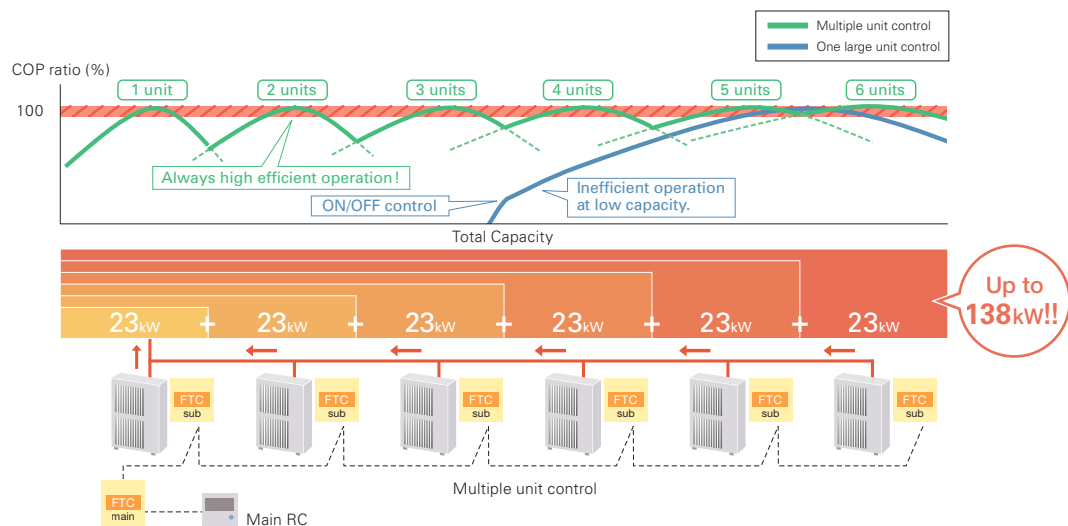 Multiple unit control
One large unit control
COP ratio (%)
1 unit
2 units
3 units
4 units
5 units
6 units
100
Always high efficient operation!
ON/OFF control
Inefficient operation
at low capacity.
Total Capacity
23kW + 23kW + 23kW + 23kW + 23kW + 23kW
Up to
138kW!!
FTC
sub
FTC
sub
FTC
sub
FTC
sub
FTC
sub
FTC
sub
Multiple unit control
FTC
main
Main RC